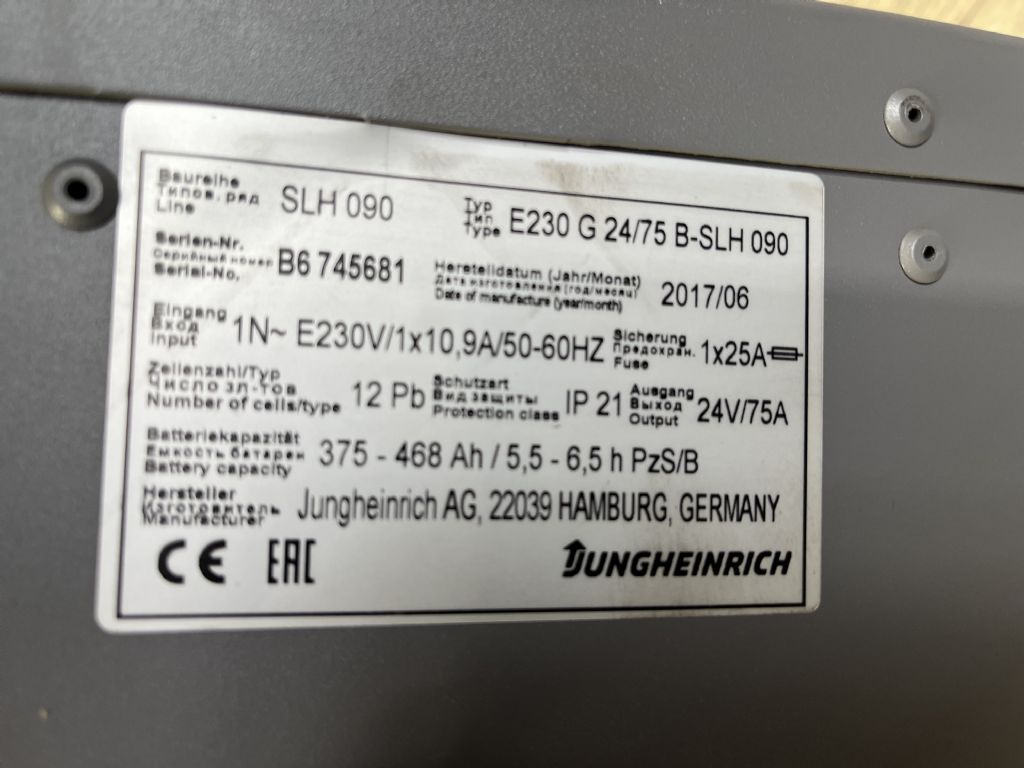 Baureihe
Типов. ряд
Line
SLH 090
Typ
Тип
Type
E230 G 24/75 B-SLH 090
Serien-Nr.
Серийный номер
Serial-No.
B6 745681
Herstelldatum (Jahr/Monat)
Дата изготовления (год/месяц)
Date of manufacture (year/month)
2017/06
Eingang
Вход
Input
1N~ E230V/1x10,9A/50-60HZ
Sicherung
Предохран.
Fuse
1x25A
Zellenzahl/Typ
Число эл-тов
Number of cells/type
12 Pb
Schutzart
Вид защиты
Protection class
IP 21
Ausgang
Выход
Output
24V/75A
Batteriekapazität
Емкость батареи
Battery capacity
375 - 468 Ah / 5,5 - 6,5 h PzS/B
Hersteller
Изготовитель
Manufacturer
Jungheinrich AG, 22039 HAMBURG, GERMANY
CE EAC
JUNGHEINRICH